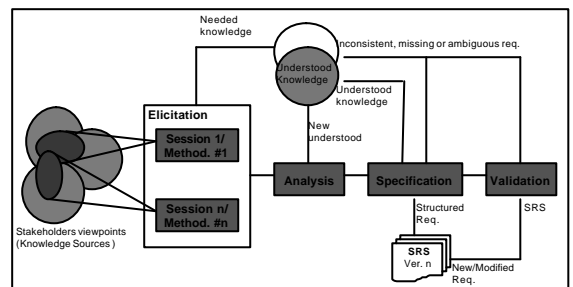 Needed
knowledge
Inconsistent, missing or ambiguous req.
Understood
Knowledge
Understood
knowledge
Elicitation
New
understood
Session 1/
Method. #1
Analysis
Specification
Validation
Session n/
Method. #n
Stakeholders viewpoints
(Knowledge Sources)
Structured
Req.
SRS
SRS
Ver. n
New/Modified
Req.